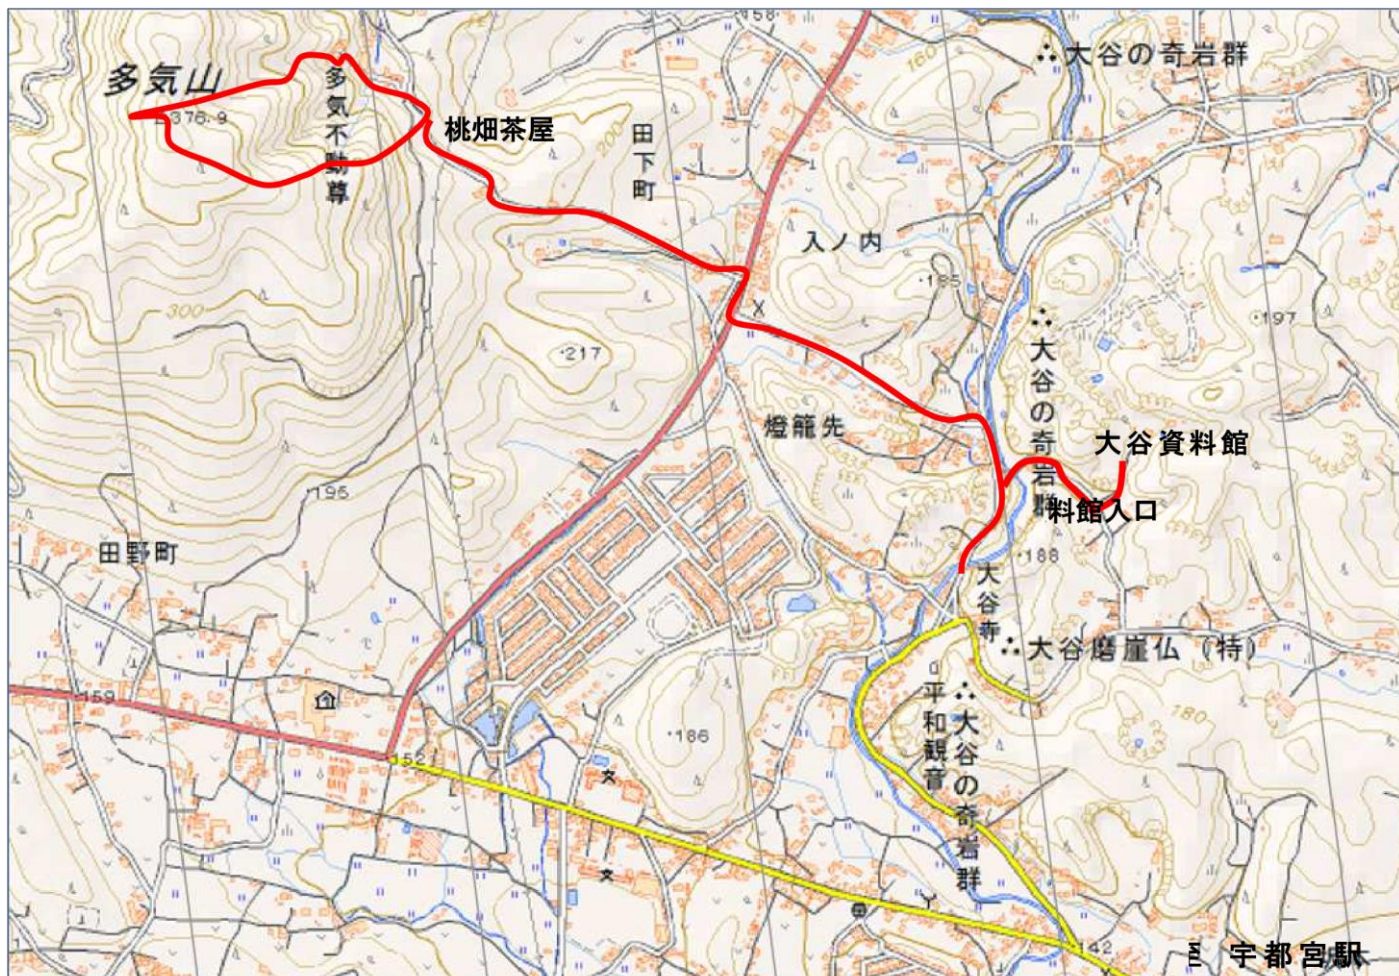 158
160
大谷の奇岩群
多気山
376.9
多気不動尊
桃畑茶屋
田下町
200
入ノ内
185
197
300
217
大谷の奇岩群
燈籠先
大谷資料館
料館入口
195
188
田野町
大谷寺
大谷磨崖仏 (特)
159
平和観音
大谷の奇岩群
180
186
152
142
宇都宮駅